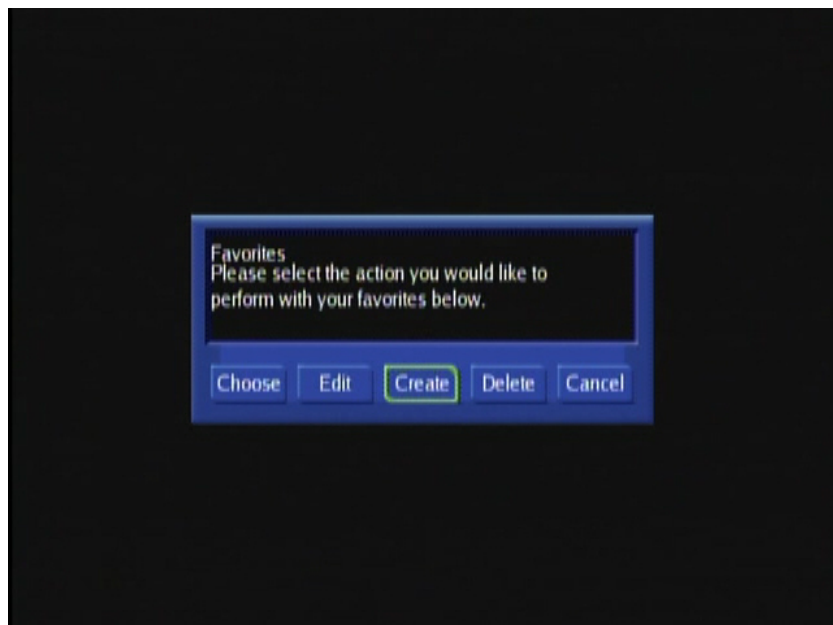 Favorites
Please select the action you would like to
perform with your favorites below.
Choose Edit Create Delete Cancel